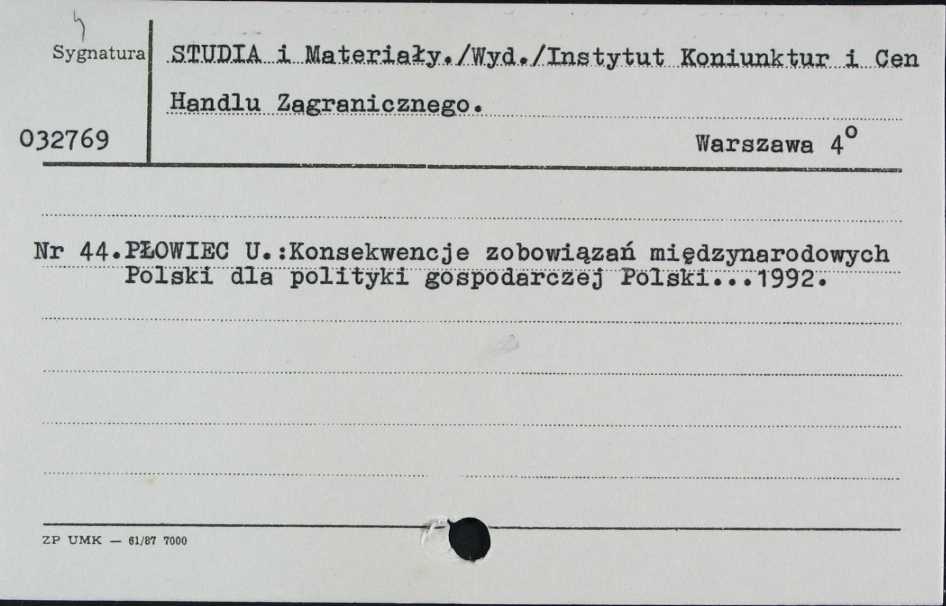 Sygnatura STUDIA i Materiały./Wyd./Instytut Koniunktur i Cen
Handlu Zagranicznego.
032769 Warszawa 4º
Nr 44.PŁOWIEC U.:Konsekwencje zobowiązań międzynarodowych
Polski dla polityki gospodarczej Polski...1992.
ZP UMK — 61/87 7000